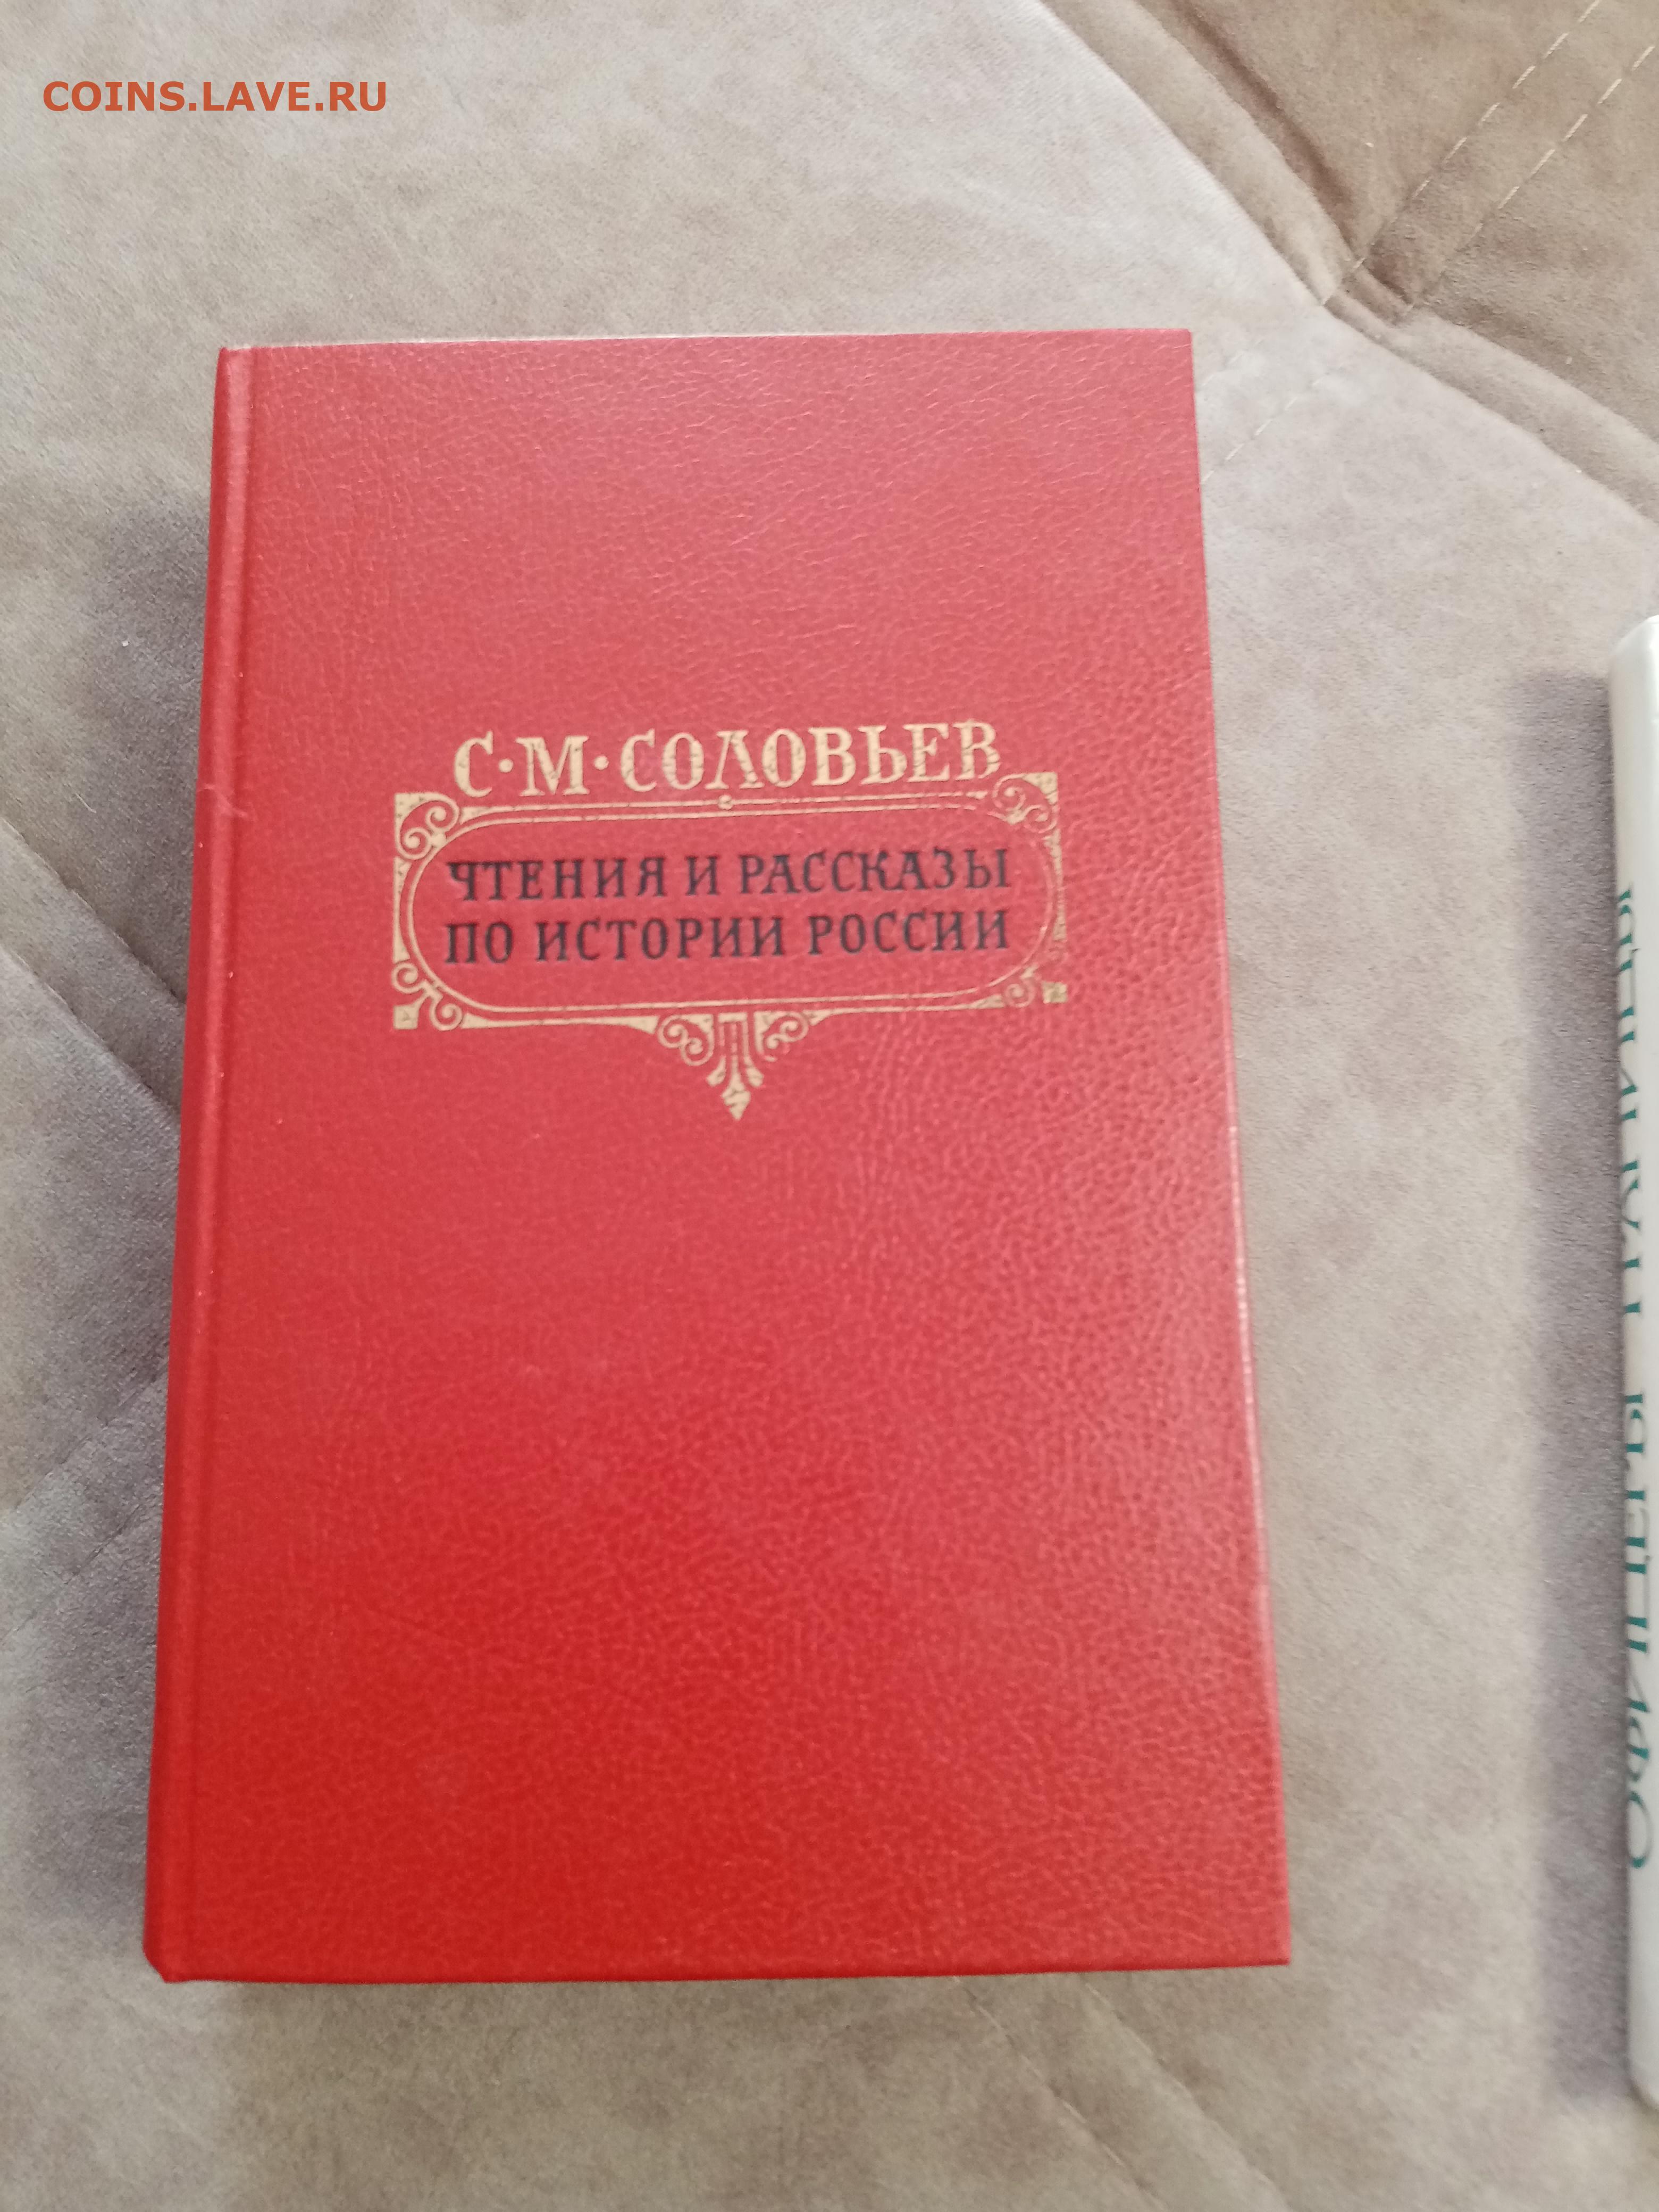 COINS.LAVE.RU
С·М·СОЛОВЬЕВ
ЧТЕНИЯ И РАССКАЗЫ
ПО ИСТОРИИ РОССИИ